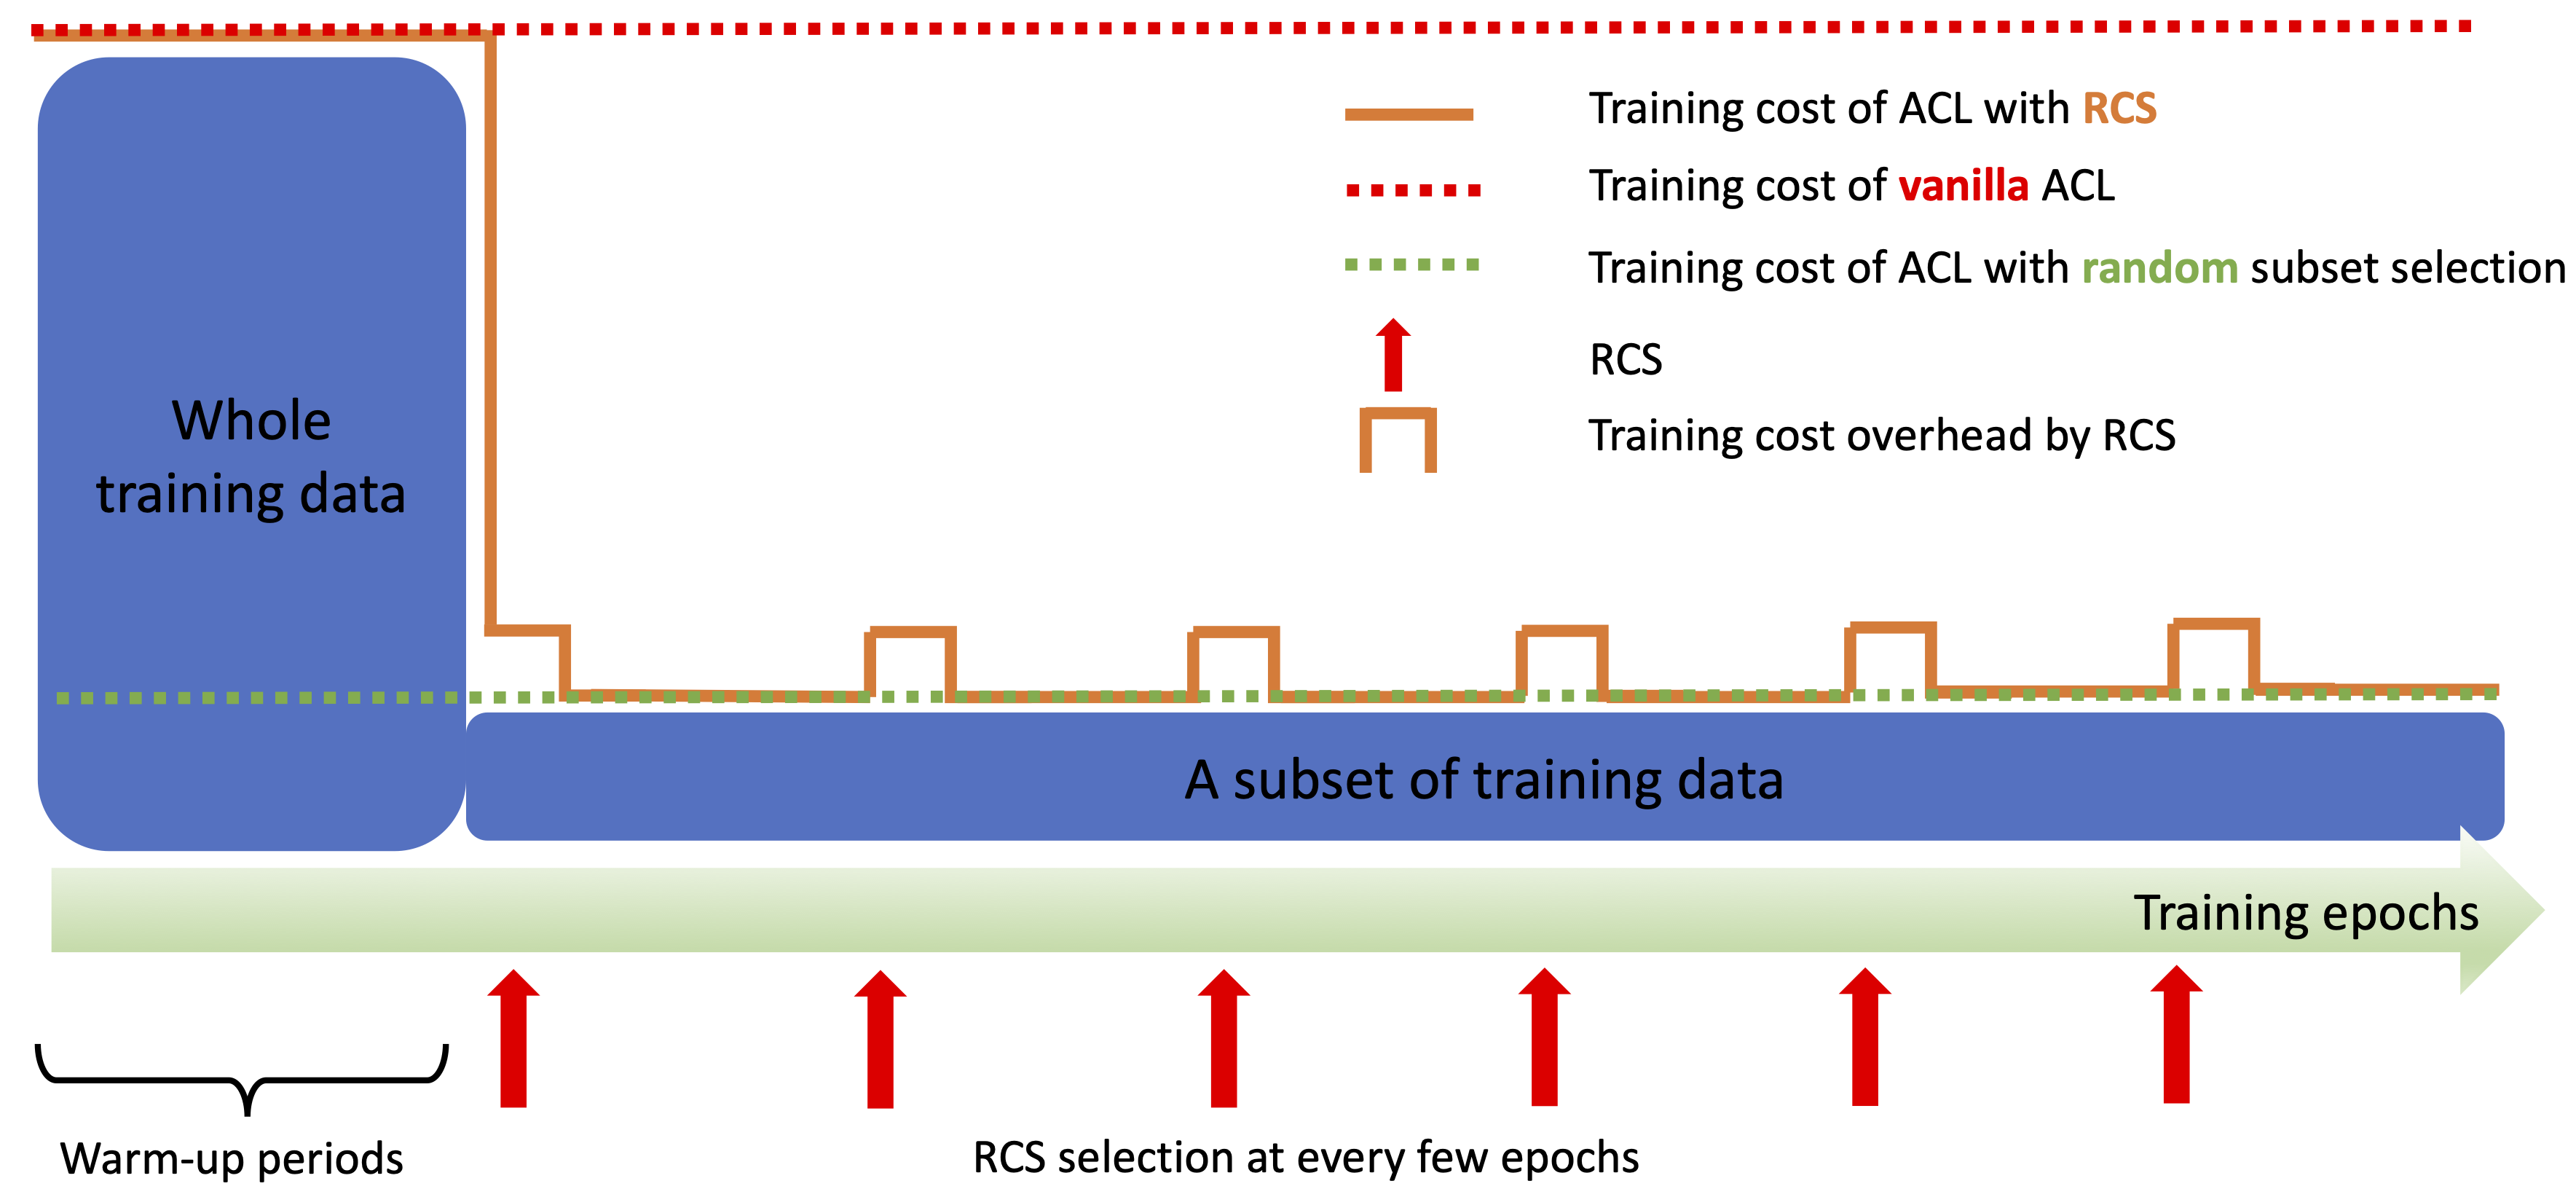 Training cost of ACL with RCS
Training cost of vanilla ACL
Training cost of ACL with random subset selection
RCS
Training cost overhead by RCS
Whole
training data
A subset of training data
Training epochs
Warm-up periods
RCS selection at every few epochs